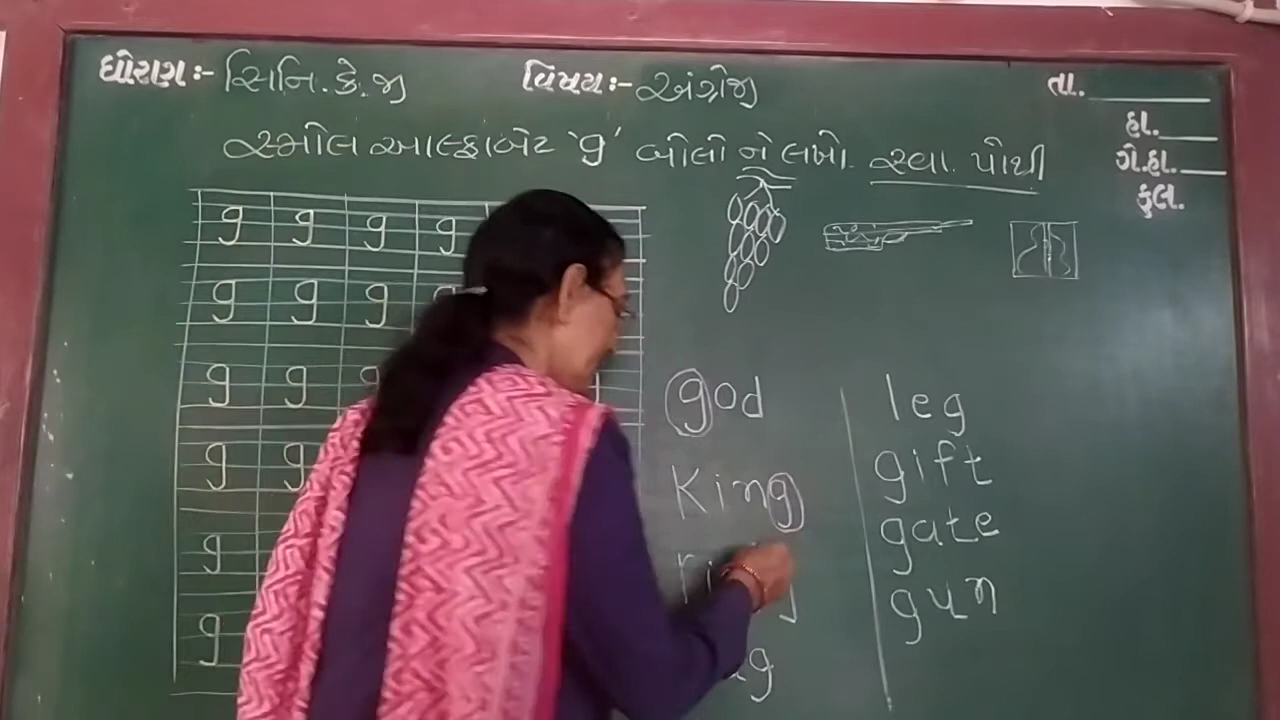 ધોરણ :- સિનિ. કે. જી વિષય :- અંગ્રેજી તા.
હા.
ગે.હા.
ફુલ.
સ્મોલ આલ્ફાબેટ 'g' બોલો ને લખો. સ્વા. પોથી
g g g g
g g g
g g g
g g
g
g
god
King
leg
gift
gate
gun